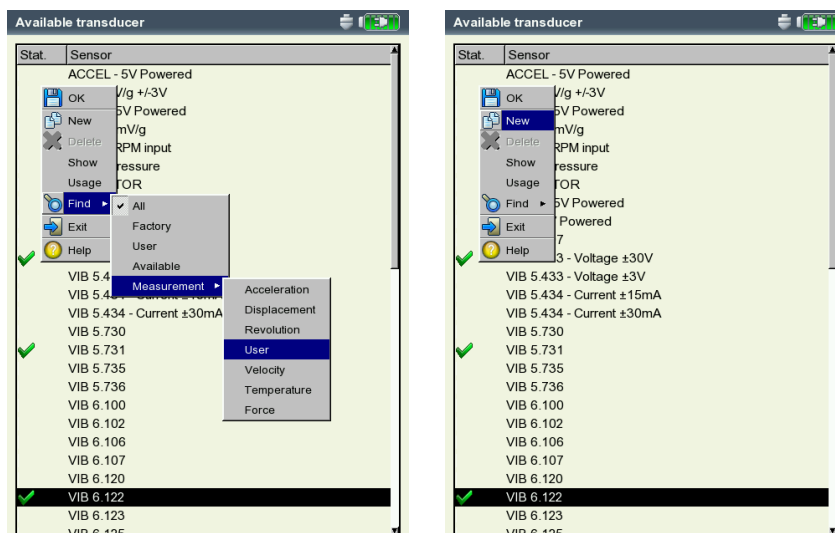 Available transducer
Stat. Sensor
ACCEL - 5V Powered
OK V/g +/-3V
New 5V Powered
Delete mV/g
Show RPM input
Usage ressure
Find ▸ TOR
✓ All
Exit Factory
Help User
Available
VIB 5.4 Measurement ▸ Acceleration
VIB 5.434 - Current ±30mA Displacement
VIB 5.730 Revolution
VIB 5.731 User
VIB 5.735 Velocity
VIB 5.736 Temperature
VIB 6.100 Force
VIB 6.102
VIB 6.106
VIB 6.107
VIB 6.120
VIB 6.122
VIB 6.123
Available transducer
Stat. Sensor
ACCEL - 5V Powered
OK V/g +/-3V
New 5V Powered
Delete mV/g
Show RPM input
Usage ressure
TOR
Find ▸ 5V Powered
Exit Powered
7
Help 3 - Voltage ±30V
VIB 5.433 - Voltage ±3V
VIB 5.434 - Current ±15mA
VIB 5.434 - Current ±30mA
VIB 5.730
VIB 5.731
VIB 5.735
VIB 5.736
VIB 6.100
VIB 6.102
VIB 6.106
VIB 6.107
VIB 6.120
VIB 6.122
VIB 6.123